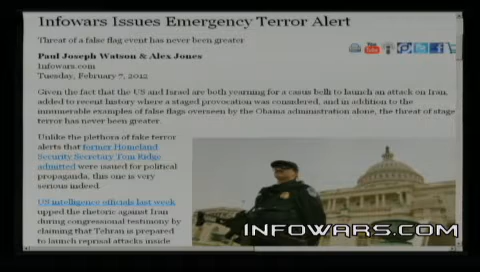 Infowars Issues Emergency Terror Alert
Threat of a false flag event has never been greater
Paul Joseph Watson & Alex Jones
Infowars.com
Tuesday, February 7, 2012
Given the fact that the US and Israel are both yearning for a casus belli to launch an attack on Iran,
added to recent history where a staged provocation was considered, and in addition to the
innumerable examples of false flags overseen by the Obama administration alone, the threat of stage
terror has never been greater.
Unlike the plethora of fake terror
alerts that former Homeland
Security Secretary Tom Ridge
admitted were issued for political
propaganda, this one is very
serious indeed.
US intelligence officials last week
upped the rhetoric against Iran
during congressional testimony by
claiming that Tehran is prepared
to launch reprisal attacks inside
INFOWARS.COM